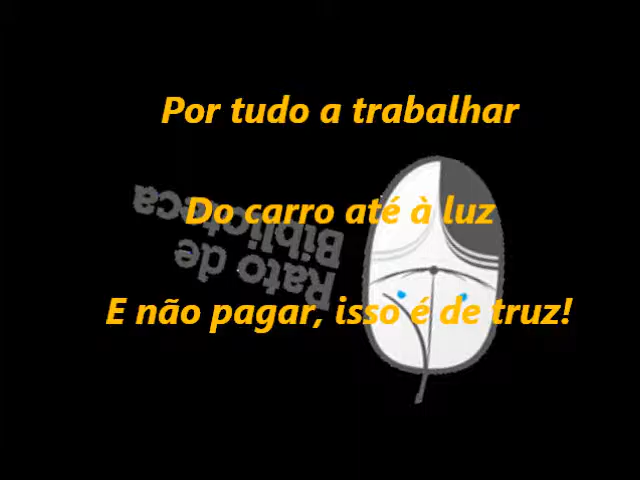 Por tudo a trabalhar
Do carro até à luz
E não pagar, isso é de truz!
Rato de
Biblioteca